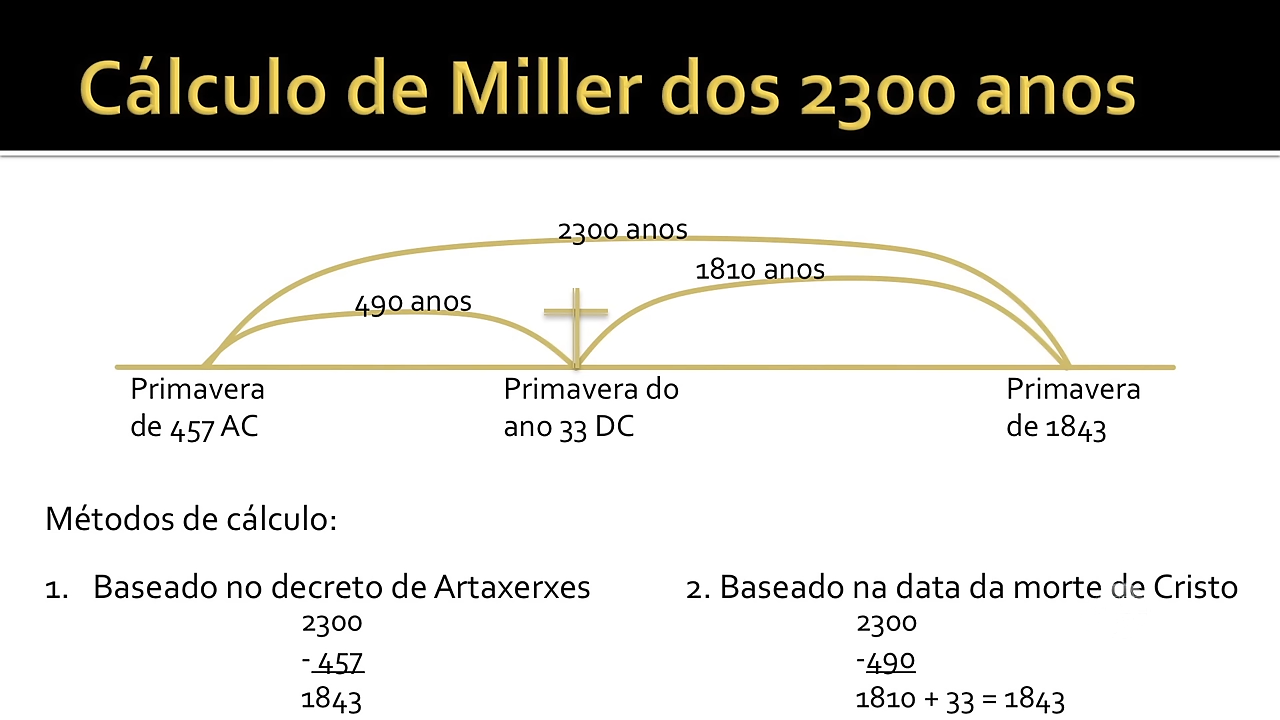 Cálculo de Miller dos 2300 anos
2300 anos
1810 anos
490 anos
Primavera
de 457 AC
Primavera do
ano 33 DC
Primavera
de 1843
Métodos de cálculo:
1. Baseado no decreto de Artaxerxes
2300
- 457
1843
2. Baseado na data da morte de Cristo
2300
-490
1810 + 33 = 1843